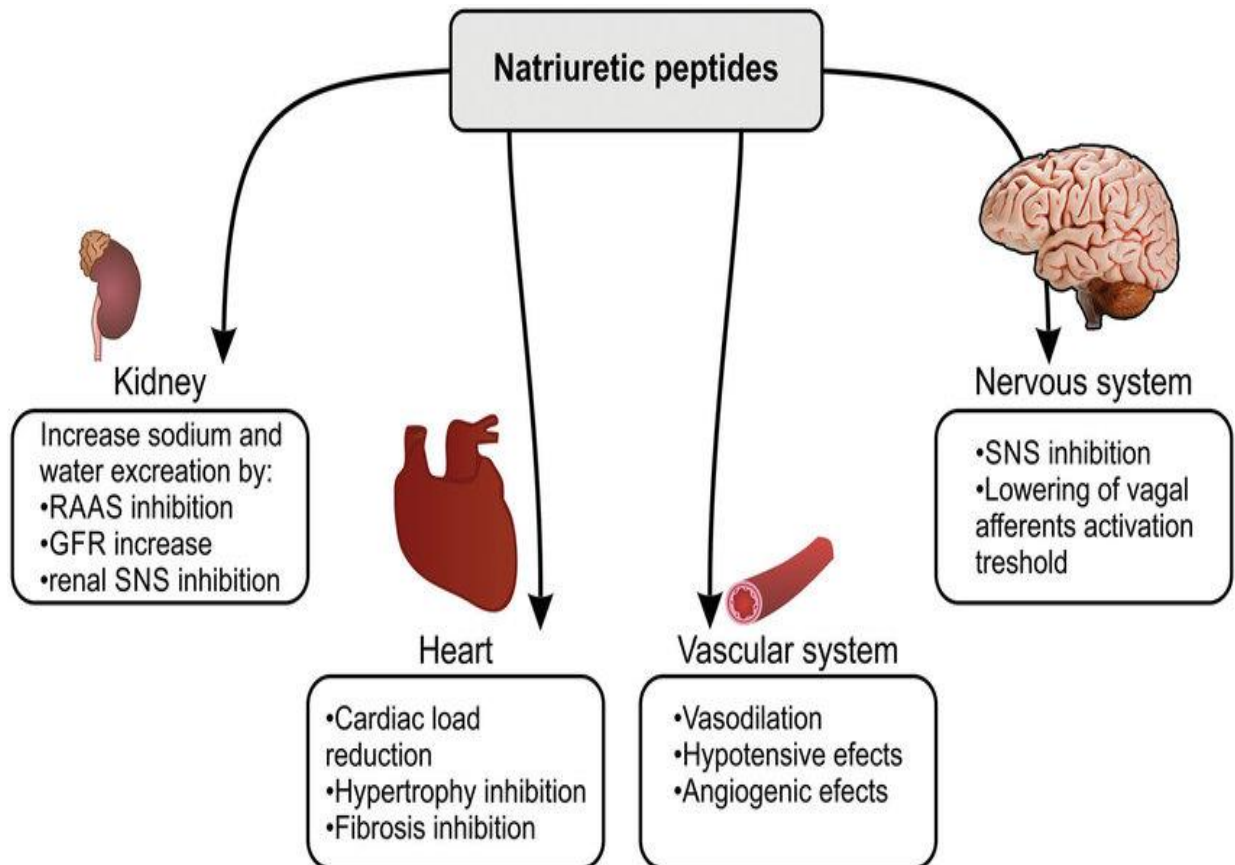 Natriuretic peptides
Kidney
Increase sodium and
water excreation by:
•RAAS inhibition
•GFR increase
•renal SNS inhibition
Heart
•Cardiac load
reduction
•Hypertrophy inhibition
•Fibrosis inhibition
Vascular system
•Vasodilation
•Hypotensive efects
•Angiogenic efects
Nervous system
•SNS inhibition
•Lowering of vagal
afferents activation
treshold